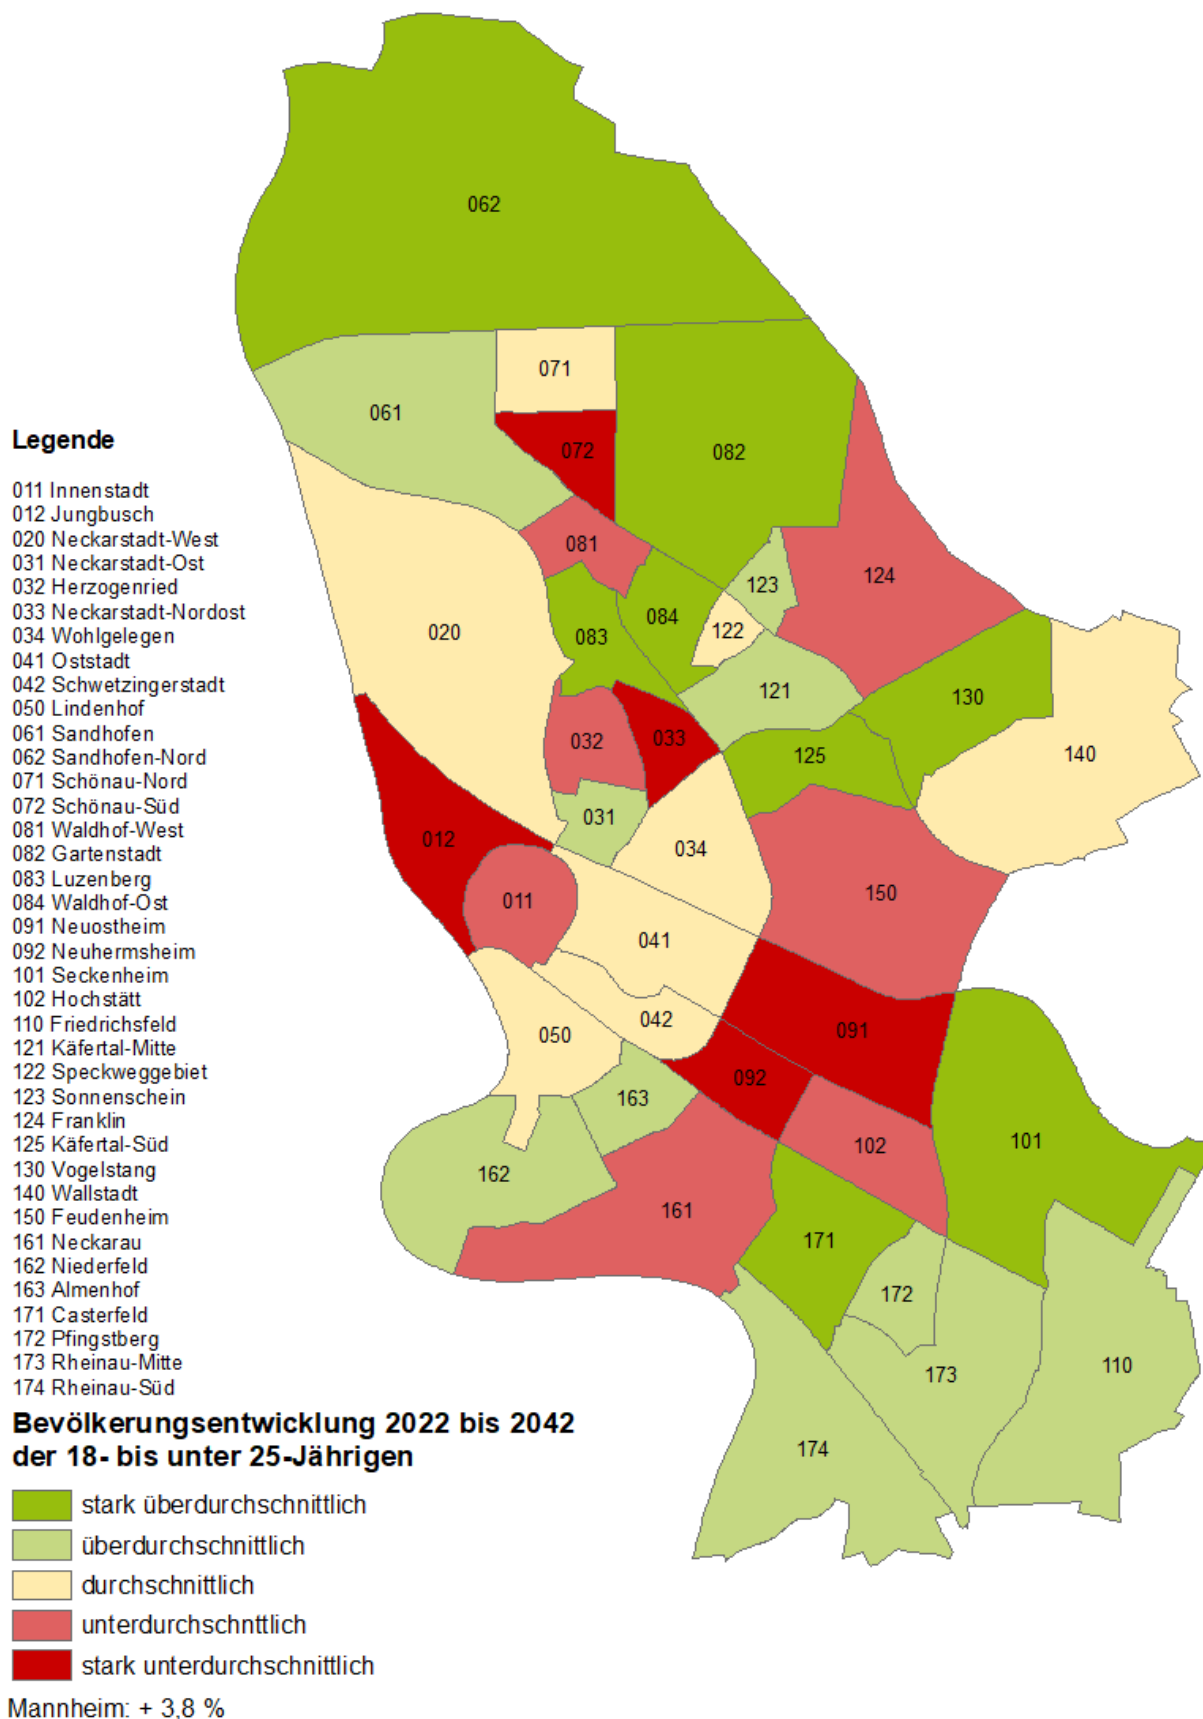 062
071
061
072
082
Legende
011 Innenstadt
012 Jungbusch
020 Neckarstadt-West
031 Neckarstadt-Ost
032 Herzogenried
033 Neckarstadt-Nordost
034 Wohlgelegen
041 Oststadt
042 Schwetzingerstadt
050 Lindenhof
061 Sandhofen
062 Sandhofen-Nord
071 Schönau-Nord
072 Schönau-Süd
081 Waldhof-West
082 Gartenstadt
083 Luzenberg
084 Waldhof-Ost
091 Neuostheim
092 Neuhermsheim
101 Seckenheim
102 Hochstätt
110 Friedrichsfeld
121 Käfertal-Mitte
122 Speckweggebiet
123 Sonnenschein
124 Franklin
125 Käfertal-Süd
130 Vogelstang
140 Wallstadt
150 Feudenheim
161 Neckarau
162 Niederfeld
163 Almenhof
171 Casterfeld
172 Pfingstberg
173 Rheinau-Mitte
174 Rheinau-Süd
081
123
124
084
020
083
122
121
130
032
033
125
140
031
012
034
011
150
041
042
050
091
092
163
102
101
162
161
171
172
110
173
174
Bevölkerungsentwicklung 2022 bis 2042
der 18- bis unter 25-Jährigen
stark überdurchschnittlich
überdurchschnittlich
durchschnittlich
unterdurchschnttlich
stark unterdurchschnittlich
Mannheim: + 3,8 %